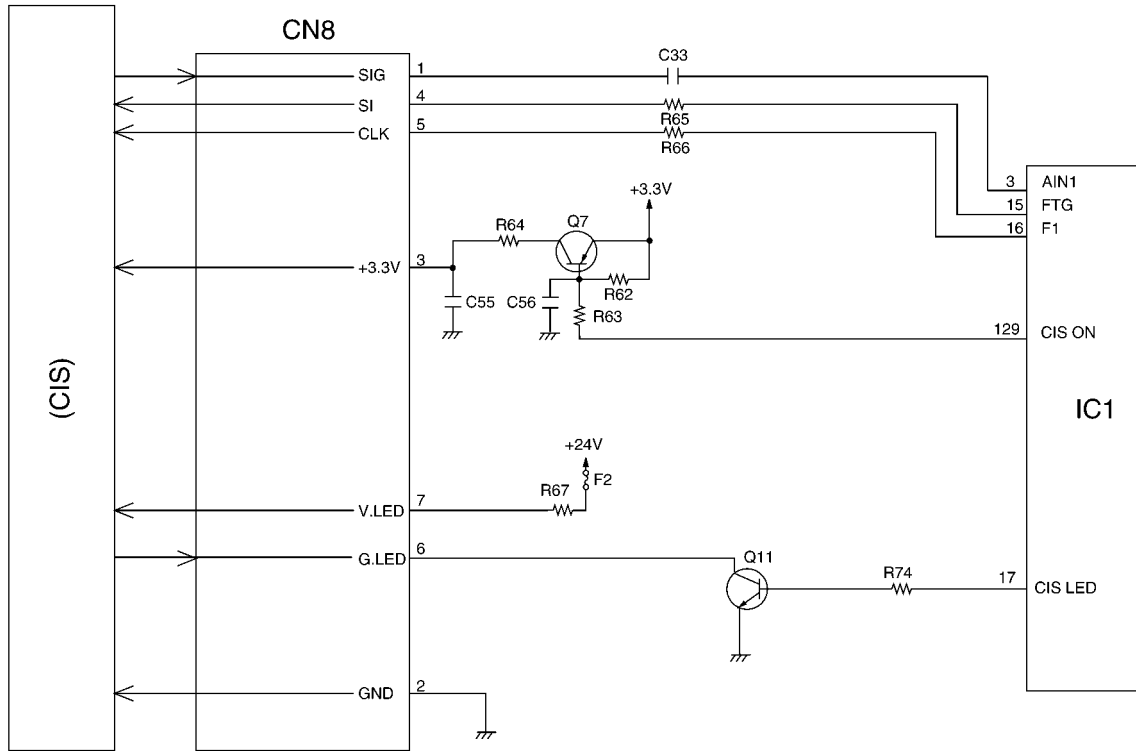 CN8
C33
SIG
1
SI
4
R65
CLK
5
R66
+3.3V
3
AIN1
15
FTG
Q7
16
F1
R64
+3.3V
3
R62
C55
C56
R63
129
CIS ON
(CIS)
IC1
+24V
F2
R67
V.LED
7
G.LED
6
Q11
R74
17
CIS LED
GND
2